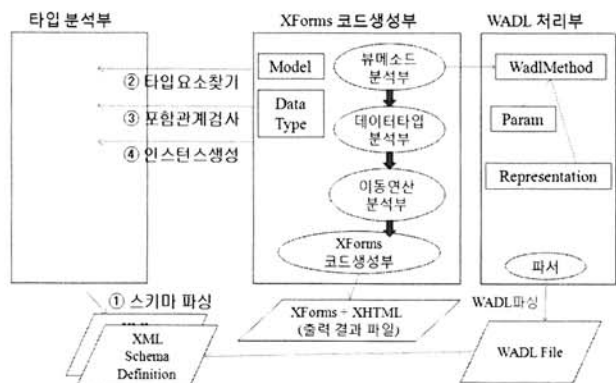 타입 분석부
XForms 코드생성부
WADL 처리부
Model
뷰메소드
분석부
WadlMethod
② 타입요소찾기
Data
Type
③ 포함관계검사
데이터타입
분석부
Param
④ 인스턴스생성
이동연산
분석부
Representation
XForms
코드생성부
파서
① 스키마 파싱
XForms + XHTML
(출력 결과 파일)
WADL파싱
XML
Schema
Definition
WADL File